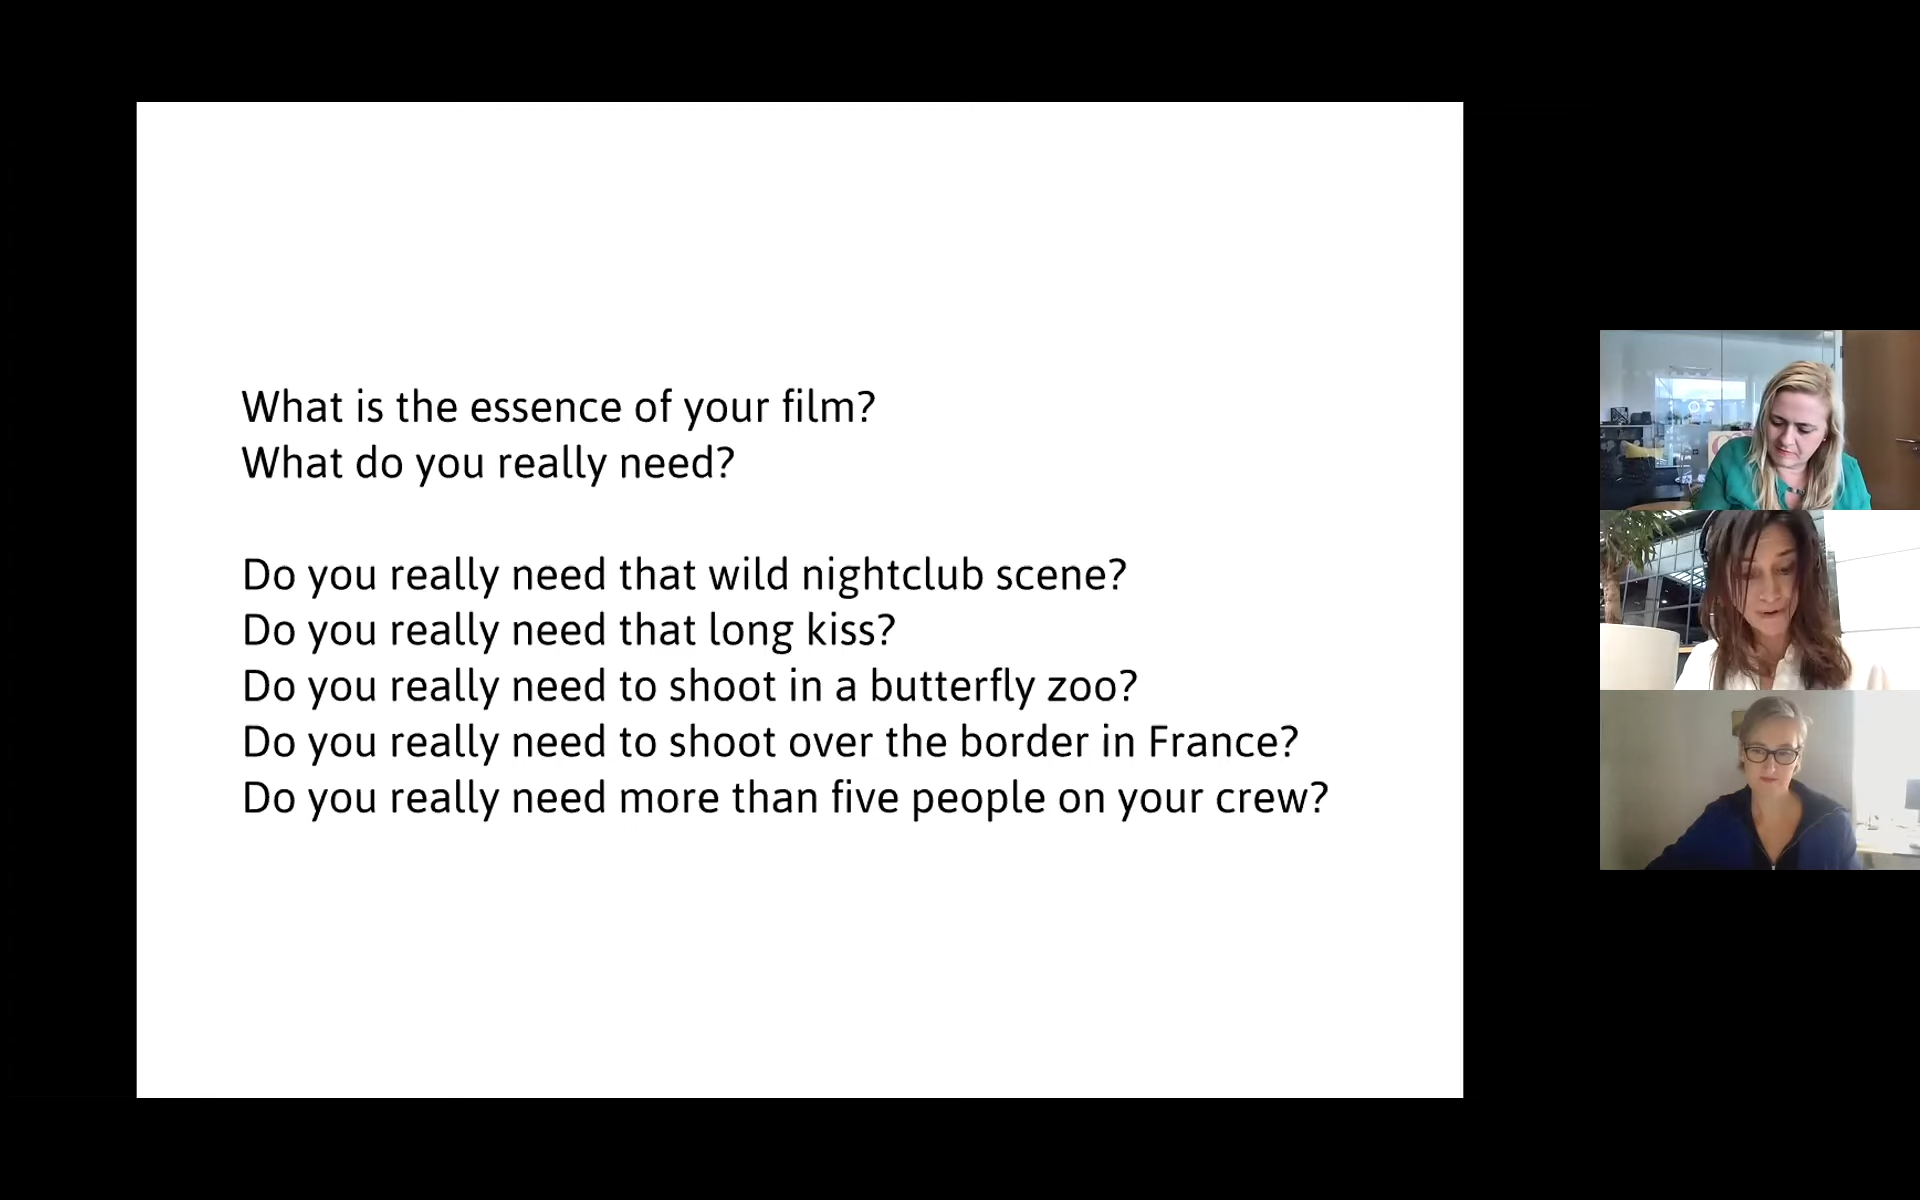 What is the essence of your film?
What do you really need?
Do you really need that wild nightclub scene?
Do you really need that long kiss?
Do you really need to shoot in a butterfly zoo?
Do you really need to shoot over the border in France?
Do you really need more than five people on your crew?